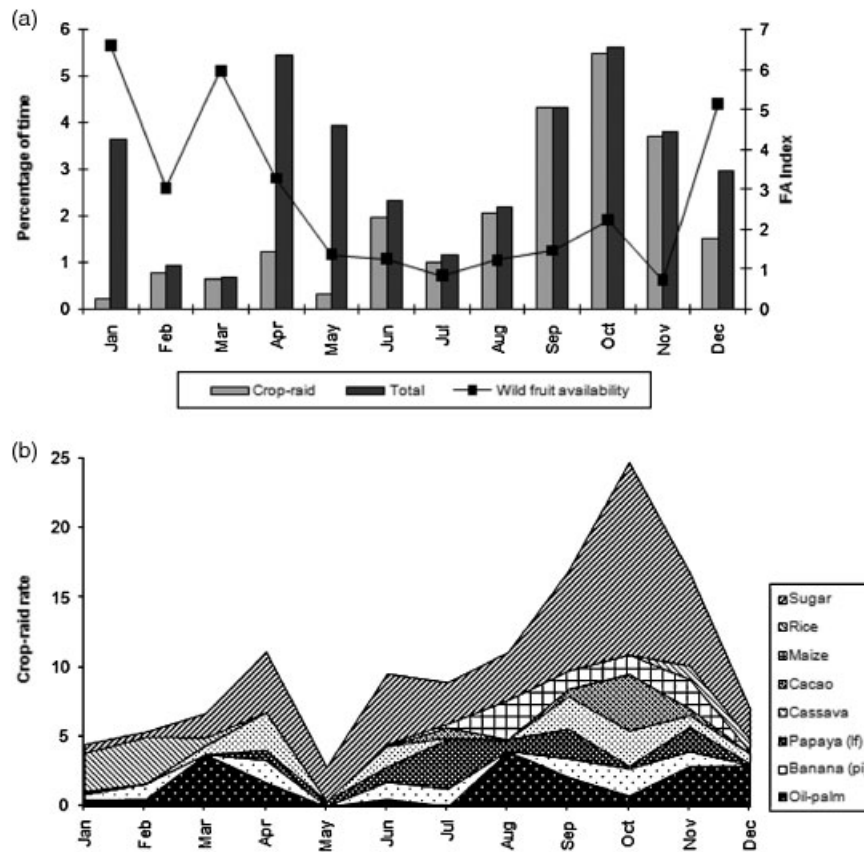 (a)
6
5
4
3
2
1
0
Percentage of time
7
6
5
4
3
2
1
0
FA Index
Jan
Feb
Mar
Apr
May
Jun
Jul
Aug
Sep
Oct
Nov
Dec
Crop-raid
Total
Wild fruit availability
(b)
25
20
15
10
5
0
Crop-raid rate
Jan
Feb
Mar
Apr
May
Jun
Jul
Aug
Sep
Oct
Nov
Dec
Sugar
Rice
Maize
Cacao
Cassava
Papaya (lf)
Banana (pi
Oil-palm